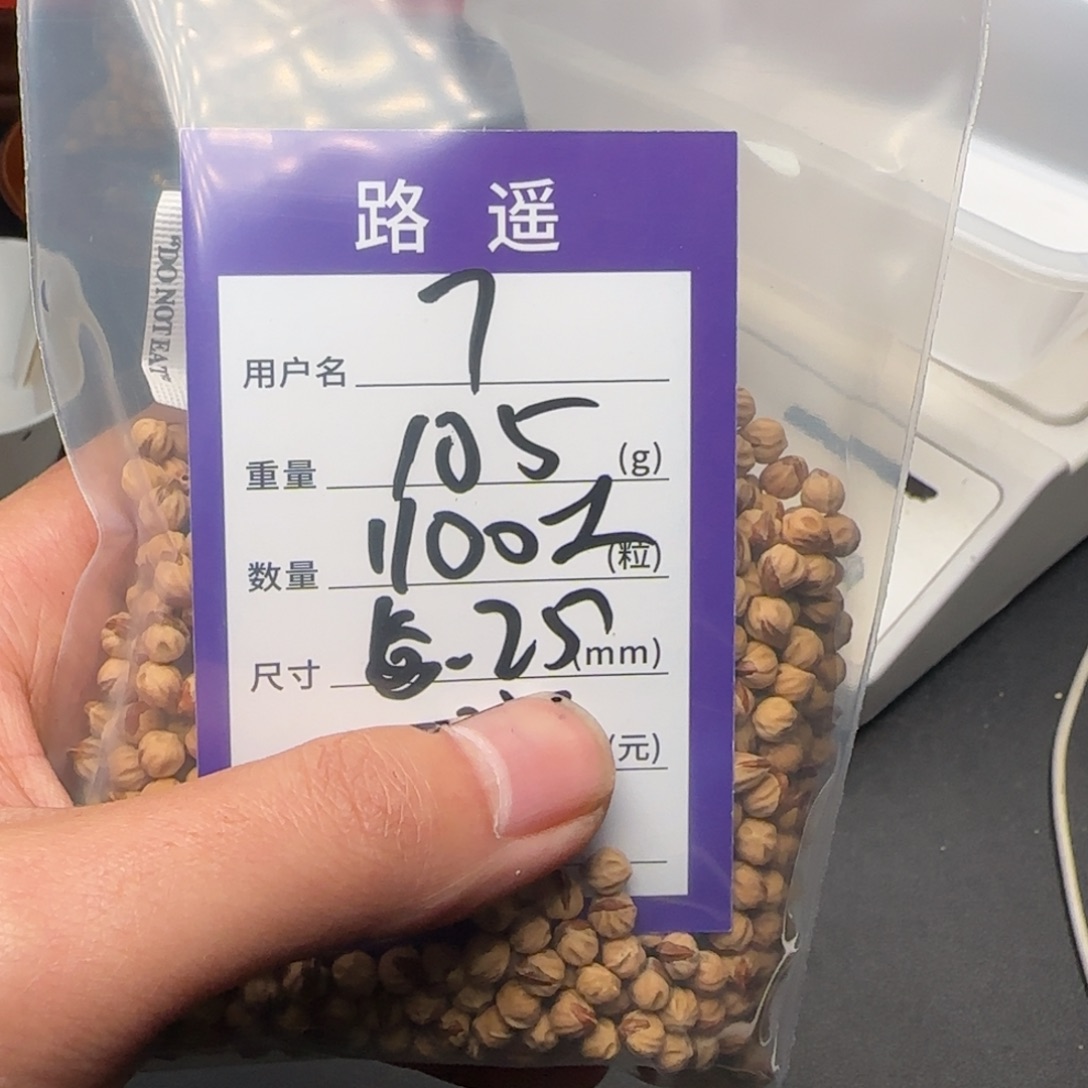 路遥
"DO NOT EAT"
用户名 7
重量 105 (g)
数量 (粒)
尺寸 (mm)
(元)